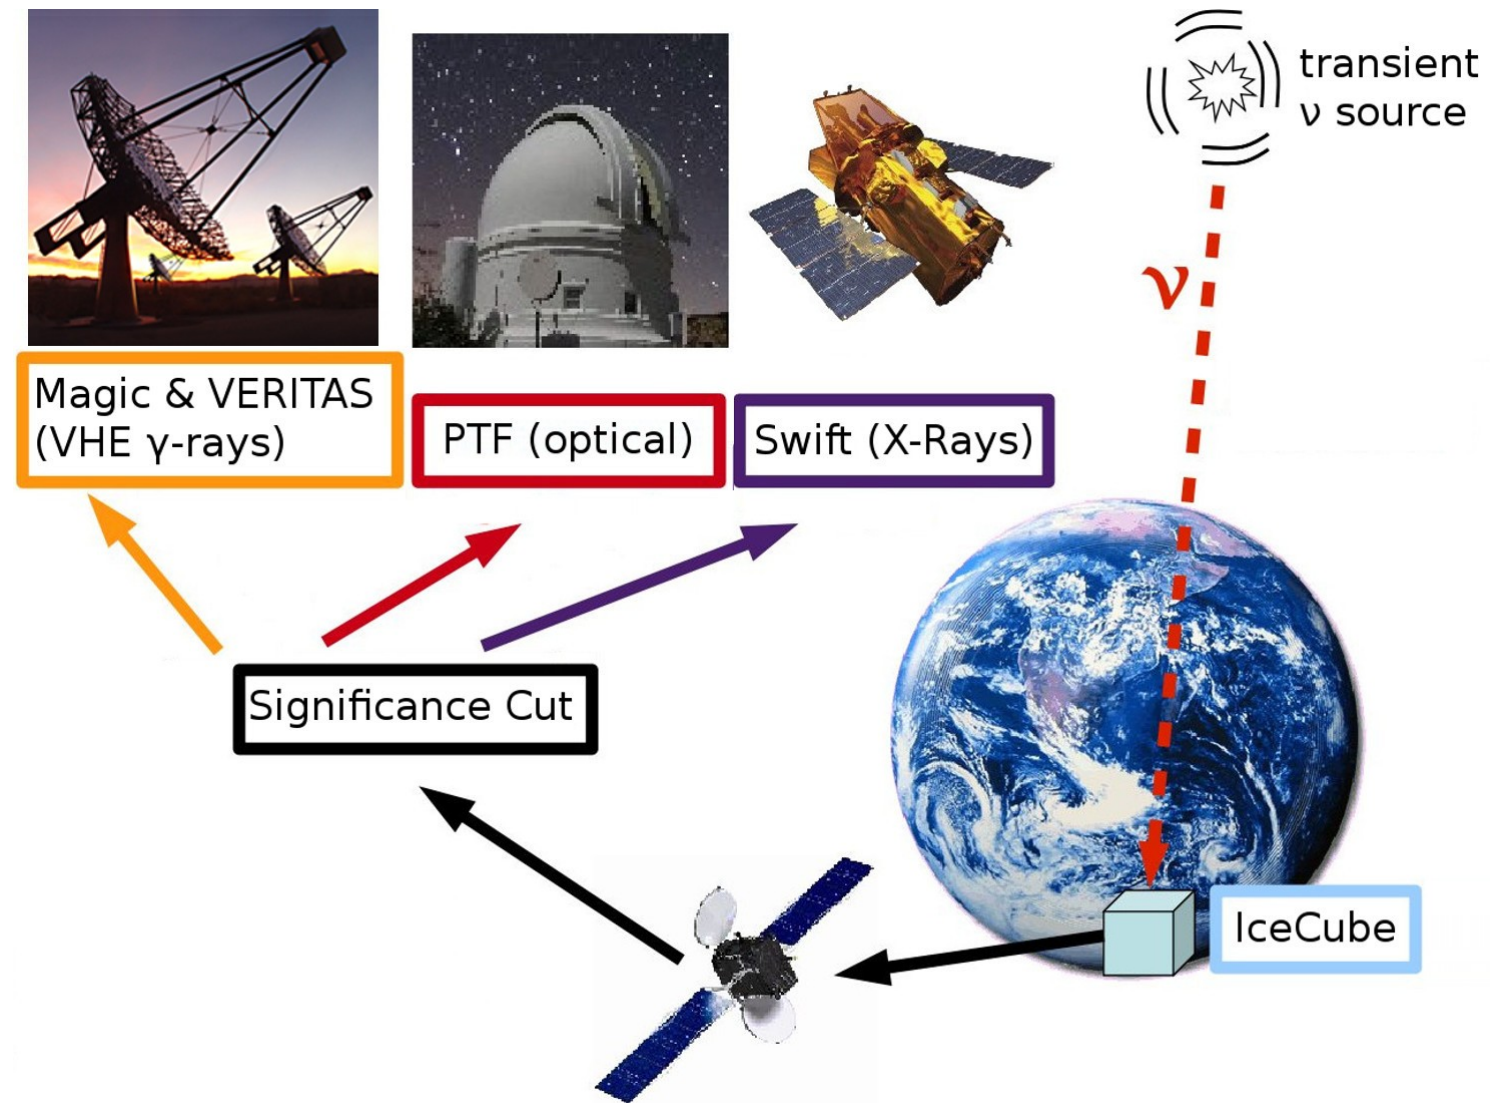 transient
ν source
ν
Magic & VERITAS
(VHE γ-rays)
PTF (optical)
Swift (X-Rays)
Significance Cut
IceCube